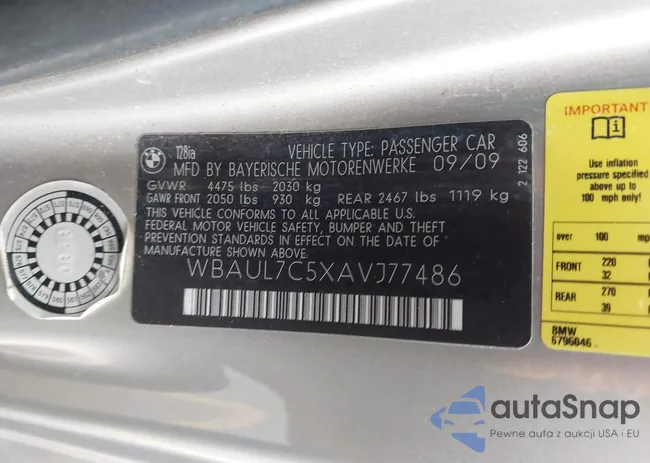 128ia
VEHICLE TYPE: PASSENGER CAR
MFD BY BAYERISCHE MOTORENWERKE 09/09
GVWR 4475 lbs 2030 kg
GAWR FRONT 2050 lbs 930 kg REAR 2467 lbs 1119 kg
THIS VEHICLE CONFORMS TO ALL APPLICABLE U.S.
FEDERAL MOTOR VEHICLE SAFETY, BUMPER AND THEFT
PREVENTION STANDARDS IN EFFECT ON THE DATE OF
MANUFACTURE SHOWN ABOVE.
WBAUL7C5XAVJ77486
2 122 606
IMPORTANT
Use inflation
pressure specified
above for up to
100 mph only!
over 100 mp
FRONT 220
32
REAR 270
39
BMW
6796046
autaSnap
Pewne auto z aukcji USA i EU